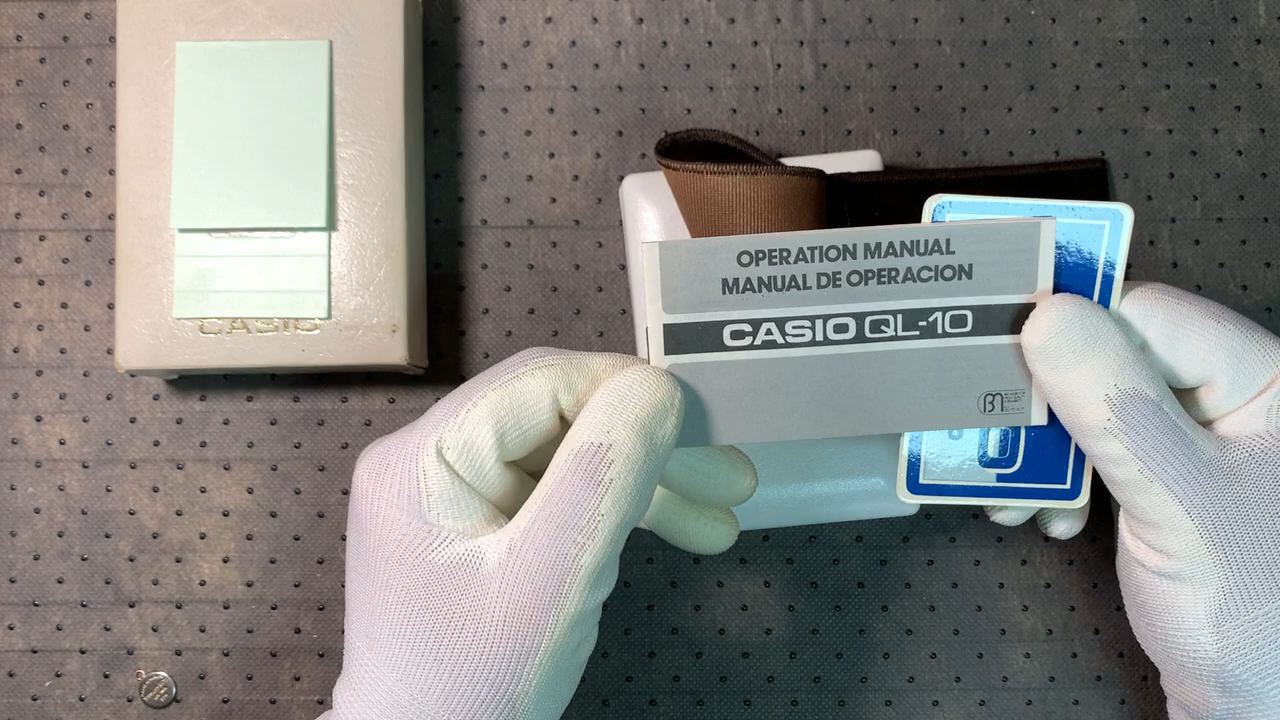 OPERATION MANUAL
MANUAL DE OPERACION
CASIO QL-10
CASIO